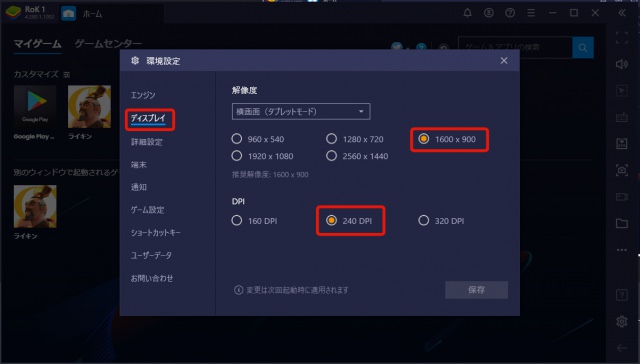 RoK 1
4.280.1.1002
ホーム
マイゲーム
ゲームセンター
ゲーム&アプリの検索
カスタマイズ
Google Play ...
ライキン
別のウィンドウで起動されるゲー
ライキン
環境設定
エンジン
ディスプレイ
詳細設定
端末
通知
ゲーム設定
ショートカットキー
ユーザーデータ
お問い合わせ
解像度
横画面(タブレットモード)
960 x 540
1280 x 720
1600 x 900
1920 x 1080
2560 x 1440
推奨解像度: 1600 x 900
DPI
160 DPI
240 DPI
320 DPI
変更は次回起動時に適用されます
保存